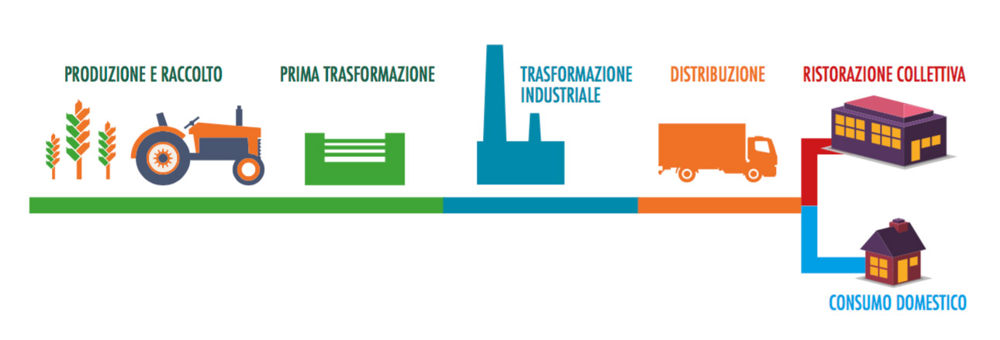 PRODUZIONE E RACCOLTO
PRIMA TRASFORMAZIONE
TRASFORMAZIONE
INDUSTRIALE
DISTRIBUZIONE
RISTORAZIONE COLLETTIVA
CONSUMO DOMESTICO